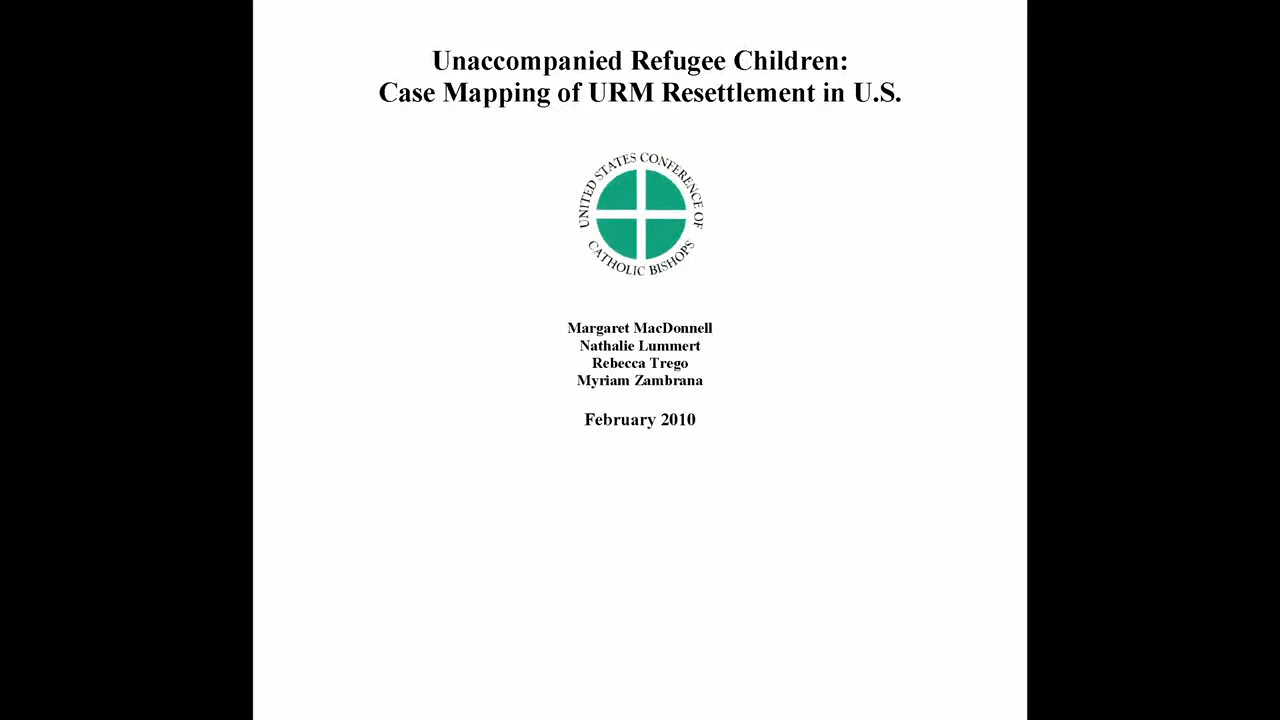 Unaccompanied Refugee Children:
Case Mapping of URM Resettlement in U.S.
UNITED STATES CONFERENCE OF
CATHOLIC BISHOPS
Margaret MacDonnell
Nathalie Lummert
Rebecca Trego
Myriam Zambrana
February 2010